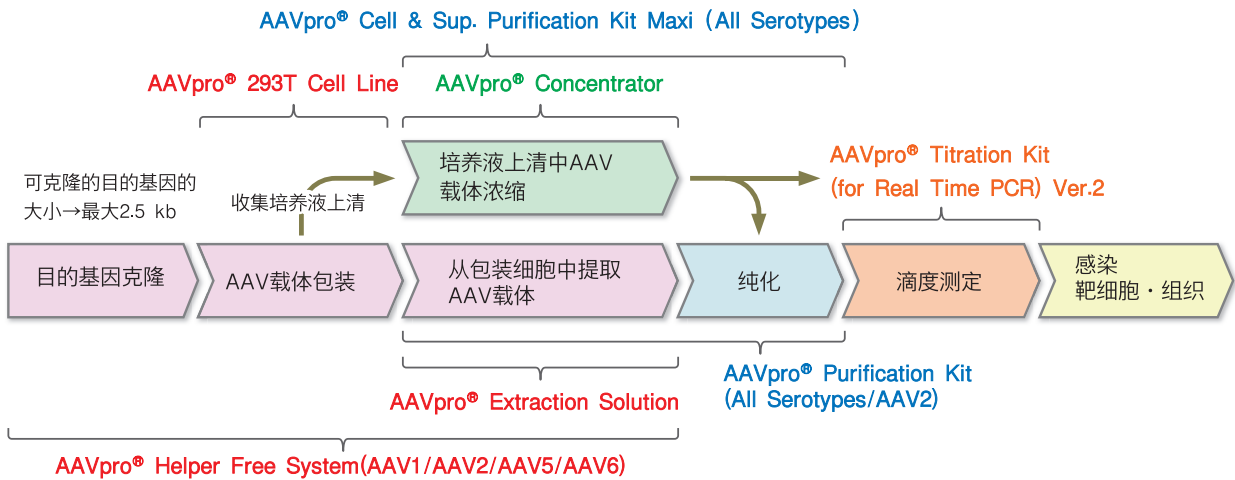 AAVpro® Cell & Sup. Purification Kit Maxi (All Serotypes)
AAVpro® 293T Cell Line
AAVpro® Concentrator
可克隆的目的基因的
大小→最大2.5 kb
收集培养液上清
培养液上清中AAV
载体浓缩
AAVpro® Titration Kit
(for Real Time PCR) Ver.2
目的基因克隆
AAV载体包装
从包装细胞中提取
AAV载体
纯化
滴度测定
感染
靶细胞・组织
AAVpro® Purification Kit
(All Serotypes/AAV2)
AAVpro® Extraction Solution
AAVpro® Helper Free System(AAV1/AAV2/AAV5/AAV6)